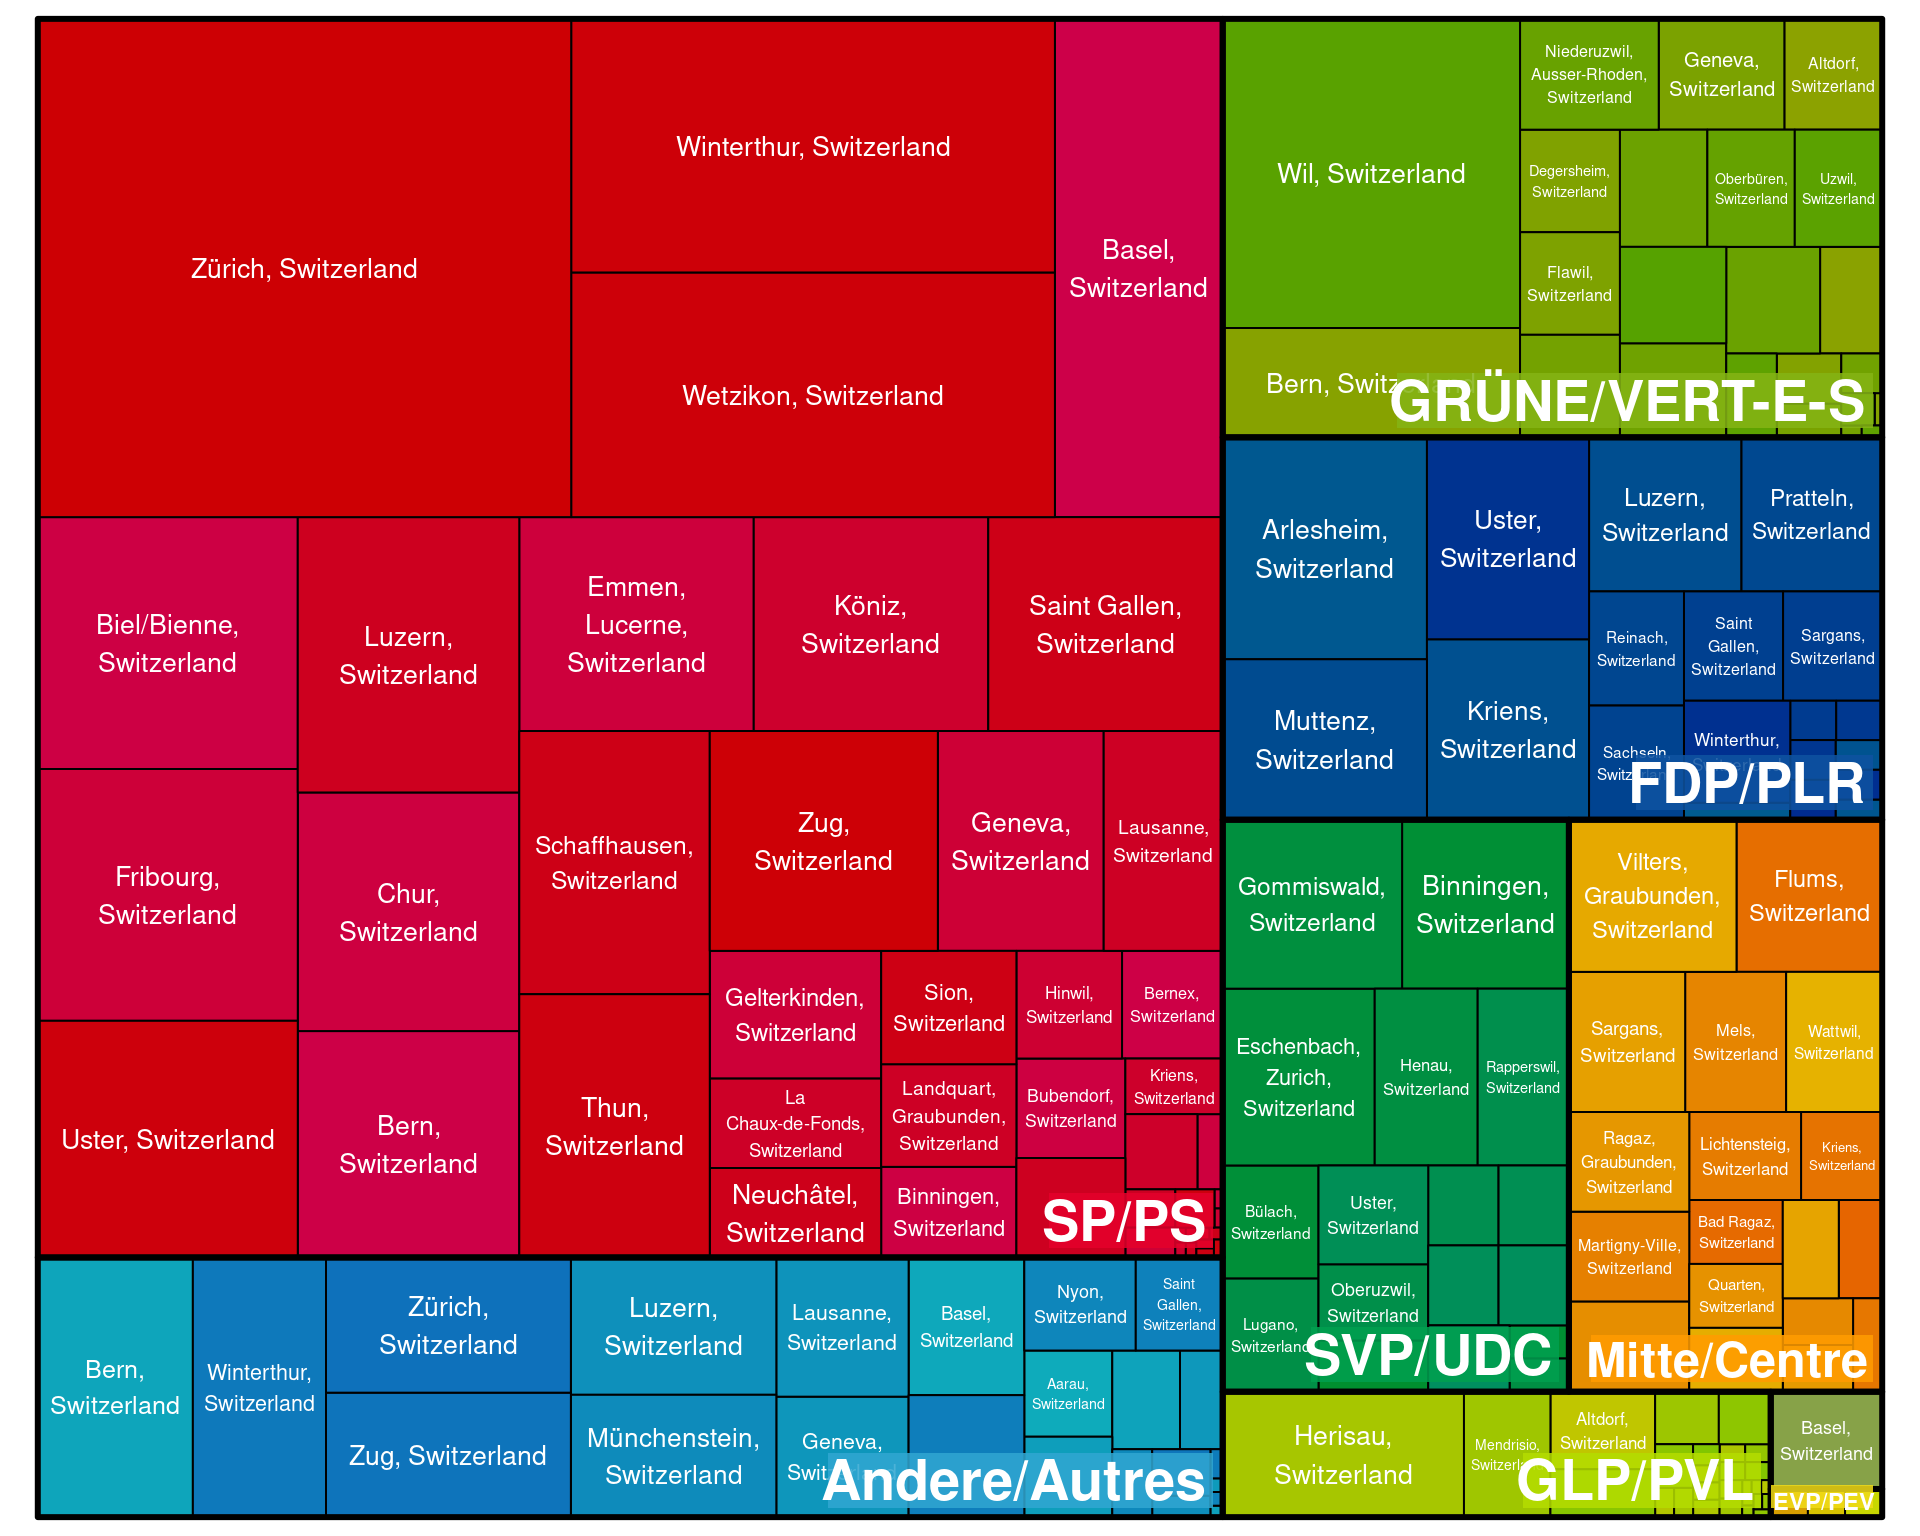 Zürich, Switzerland
Winterthur, Switzerland
Wetzikon, Switzerland
Basel,
Switzerland
Biel/Bienne,
Switzerland
Fribourg,
Switzerland
Uster, Switzerland
Luzern,
Switzerland
Chur,
Switzerland
Bern,
Switzerland
Emmen,
Lucerne,
Switzerland
Köniz,
Switzerland
Saint Gallen,
Switzerland
Schaffhausen,
Switzerland
Thun,
Switzerland
Zug,
Switzerland
Geneva,
Switzerland
Lausanne,
Switzerland
Gelterkinden,
Switzerland
La
Chaux-de-Fonds,
Switzerland
Neuchâtel,
Switzerland
Sion,
Switzerland
Landquart,
Graubunden,
Switzerland
Binningen,
Switzerland
Hinwil,
Switzerland
Bernex,
Switzerland
Bubendorf,
Switzerland
Kriens,
Switzerland
SP/PS
Bern,
Switzerland
Winterthur,
Switzerland
Zürich,
Switzerland
Zug, Switzerland
Luzern,
Switzerland
Münchenstein,
Switzerland
Lausanne,
Switzerland
Geneva,
Switzerland
Basel,
Switzerland
Nyon,
Switzerland
Saint
Gallen,
Switzerland
Aarau,
Switzerland
Andere/Autres
Wil, Switzerland
Bern, Switzerland
Niederuzwil,
Ausser-Rhoden,
Switzerland
Geneva,
Switzerland
Altdorf,
Switzerland
Degersheim,
Switzerland
Oberbüren,
Switzerland
Uzwil,
Switzerland
Flawil,
Switzerland
GRÜNE/VERT-E-S
Arlesheim,
Switzerland
Muttenz,
Switzerland
Uster,
Switzerland
Kriens,
Switzerland
Luzern,
Switzerland
Pratteln,
Switzerland
Reinach,
Switzerland
Saint
Gallen,
Switzerland
Sargans,
Switzerland
Sachseln,
Switzerland
Winterthur,
Switzerland
FDP/PLR
Gommiswald,
Switzerland
Binningen,
Switzerland
Eschenbach,
Zurich,
Switzerland
Henau,
Switzerland
Rapperswil,
Switzerland
Bülach,
Switzerland
Lugano,
Switzerland
Uster,
Switzerland
Oberuzwil,
Switzerland
SVP/UDC
Vilters,
Graubunden,
Switzerland
Flums,
Switzerland
Sargans,
Switzerland
Mels,
Switzerland
Wattwil,
Switzerland
Ragaz,
Graubunden,
Switzerland
Lichtensteig,
Switzerland
Kriens,
Switzerland
Martigny-Ville,
Switzerland
Bad Ragaz,
Switzerland
Quarten,
Switzerland
Mitte/Centre
Herisau,
Switzerland
Mendrisio,
Switzerland
Altdorf,
Switzerland
GLP/PVL
Basel,
Switzerland
EVP/PEV